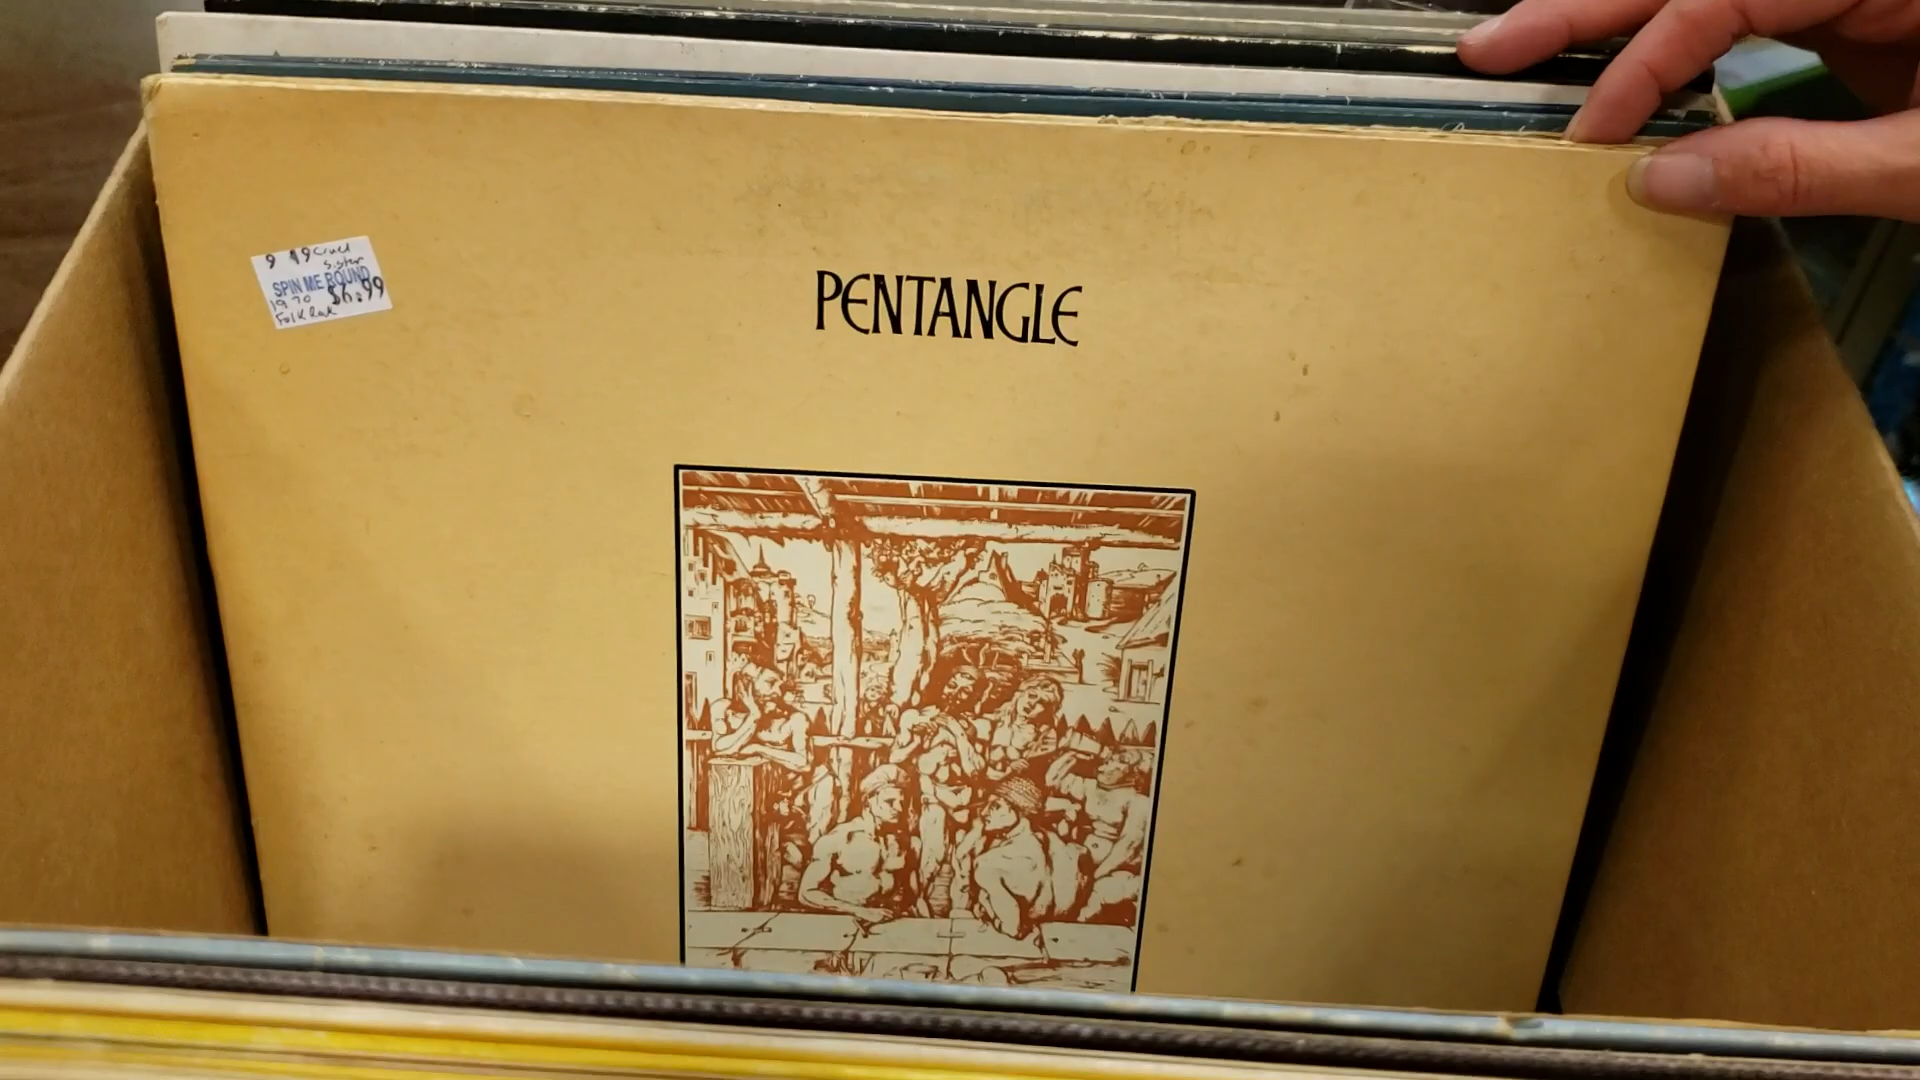 9 19 Cruel
Sister
SPIN ME ROUND
1970 $6.99
Folk Rock
PENTANGLE